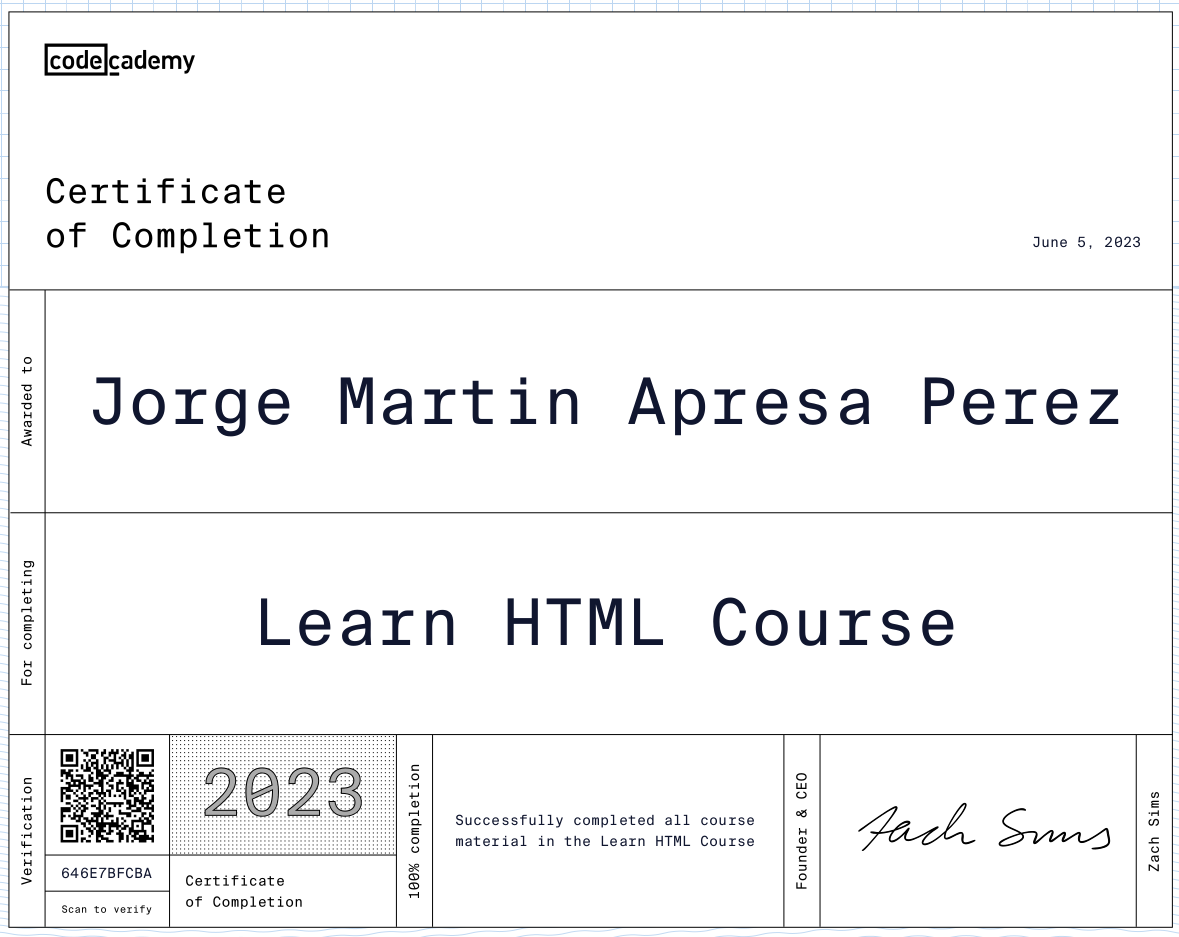 codecademy
Certificate
of Completion
June 5, 2023
Awarded to
Jorge Martin Apresa Perez
For completing
Learn HTML Course
Verification
646E7BFCBA
Scan to verify
2023
Certificate
of Completion
100% completion
Successfully completed all course
material in the Learn HTML Course
Founder & CEO
Zach Sims
Zach Sims